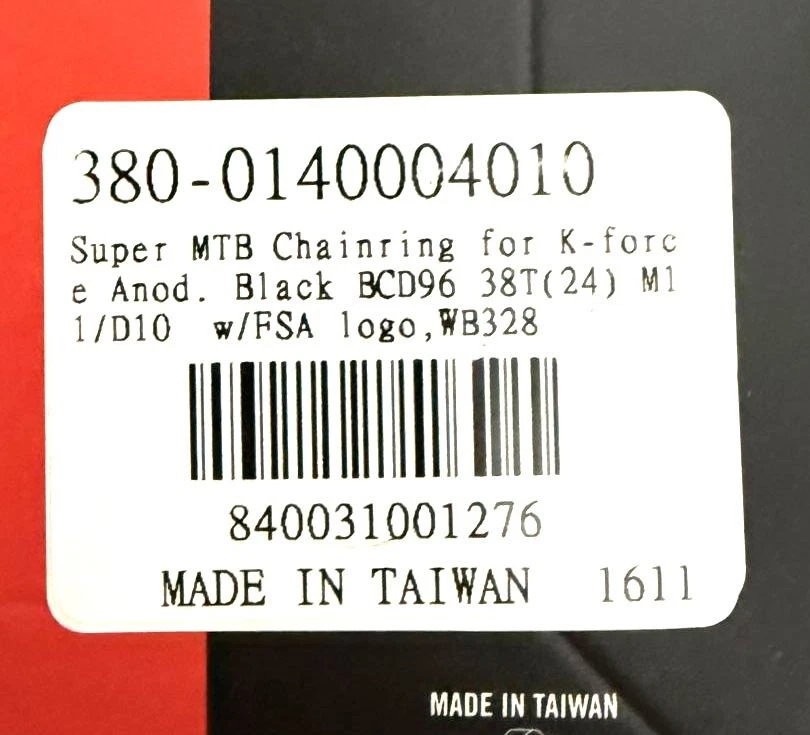 380-0140004010
Super MTB Chainring for K-forc
e Anod. Black BCD96 38T(24) M1
1/D10 w/FSA logo,WB328
840031001276
MADE IN TAIWAN 1611
MADE IN TAIWAN